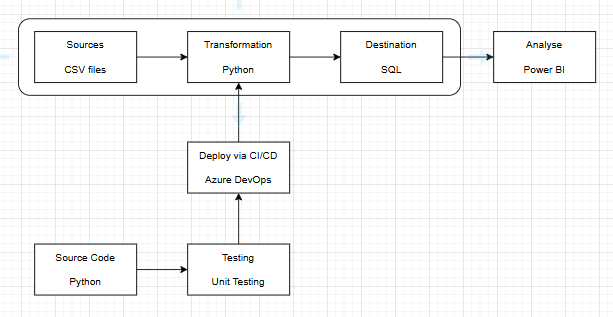 Sources
CSV files
Transformation
Python
Destination
SQL
Analyse
Power BI
Deploy via CI/CD
Azure DevOps
Source Code
Python
Testing
Unit Testing